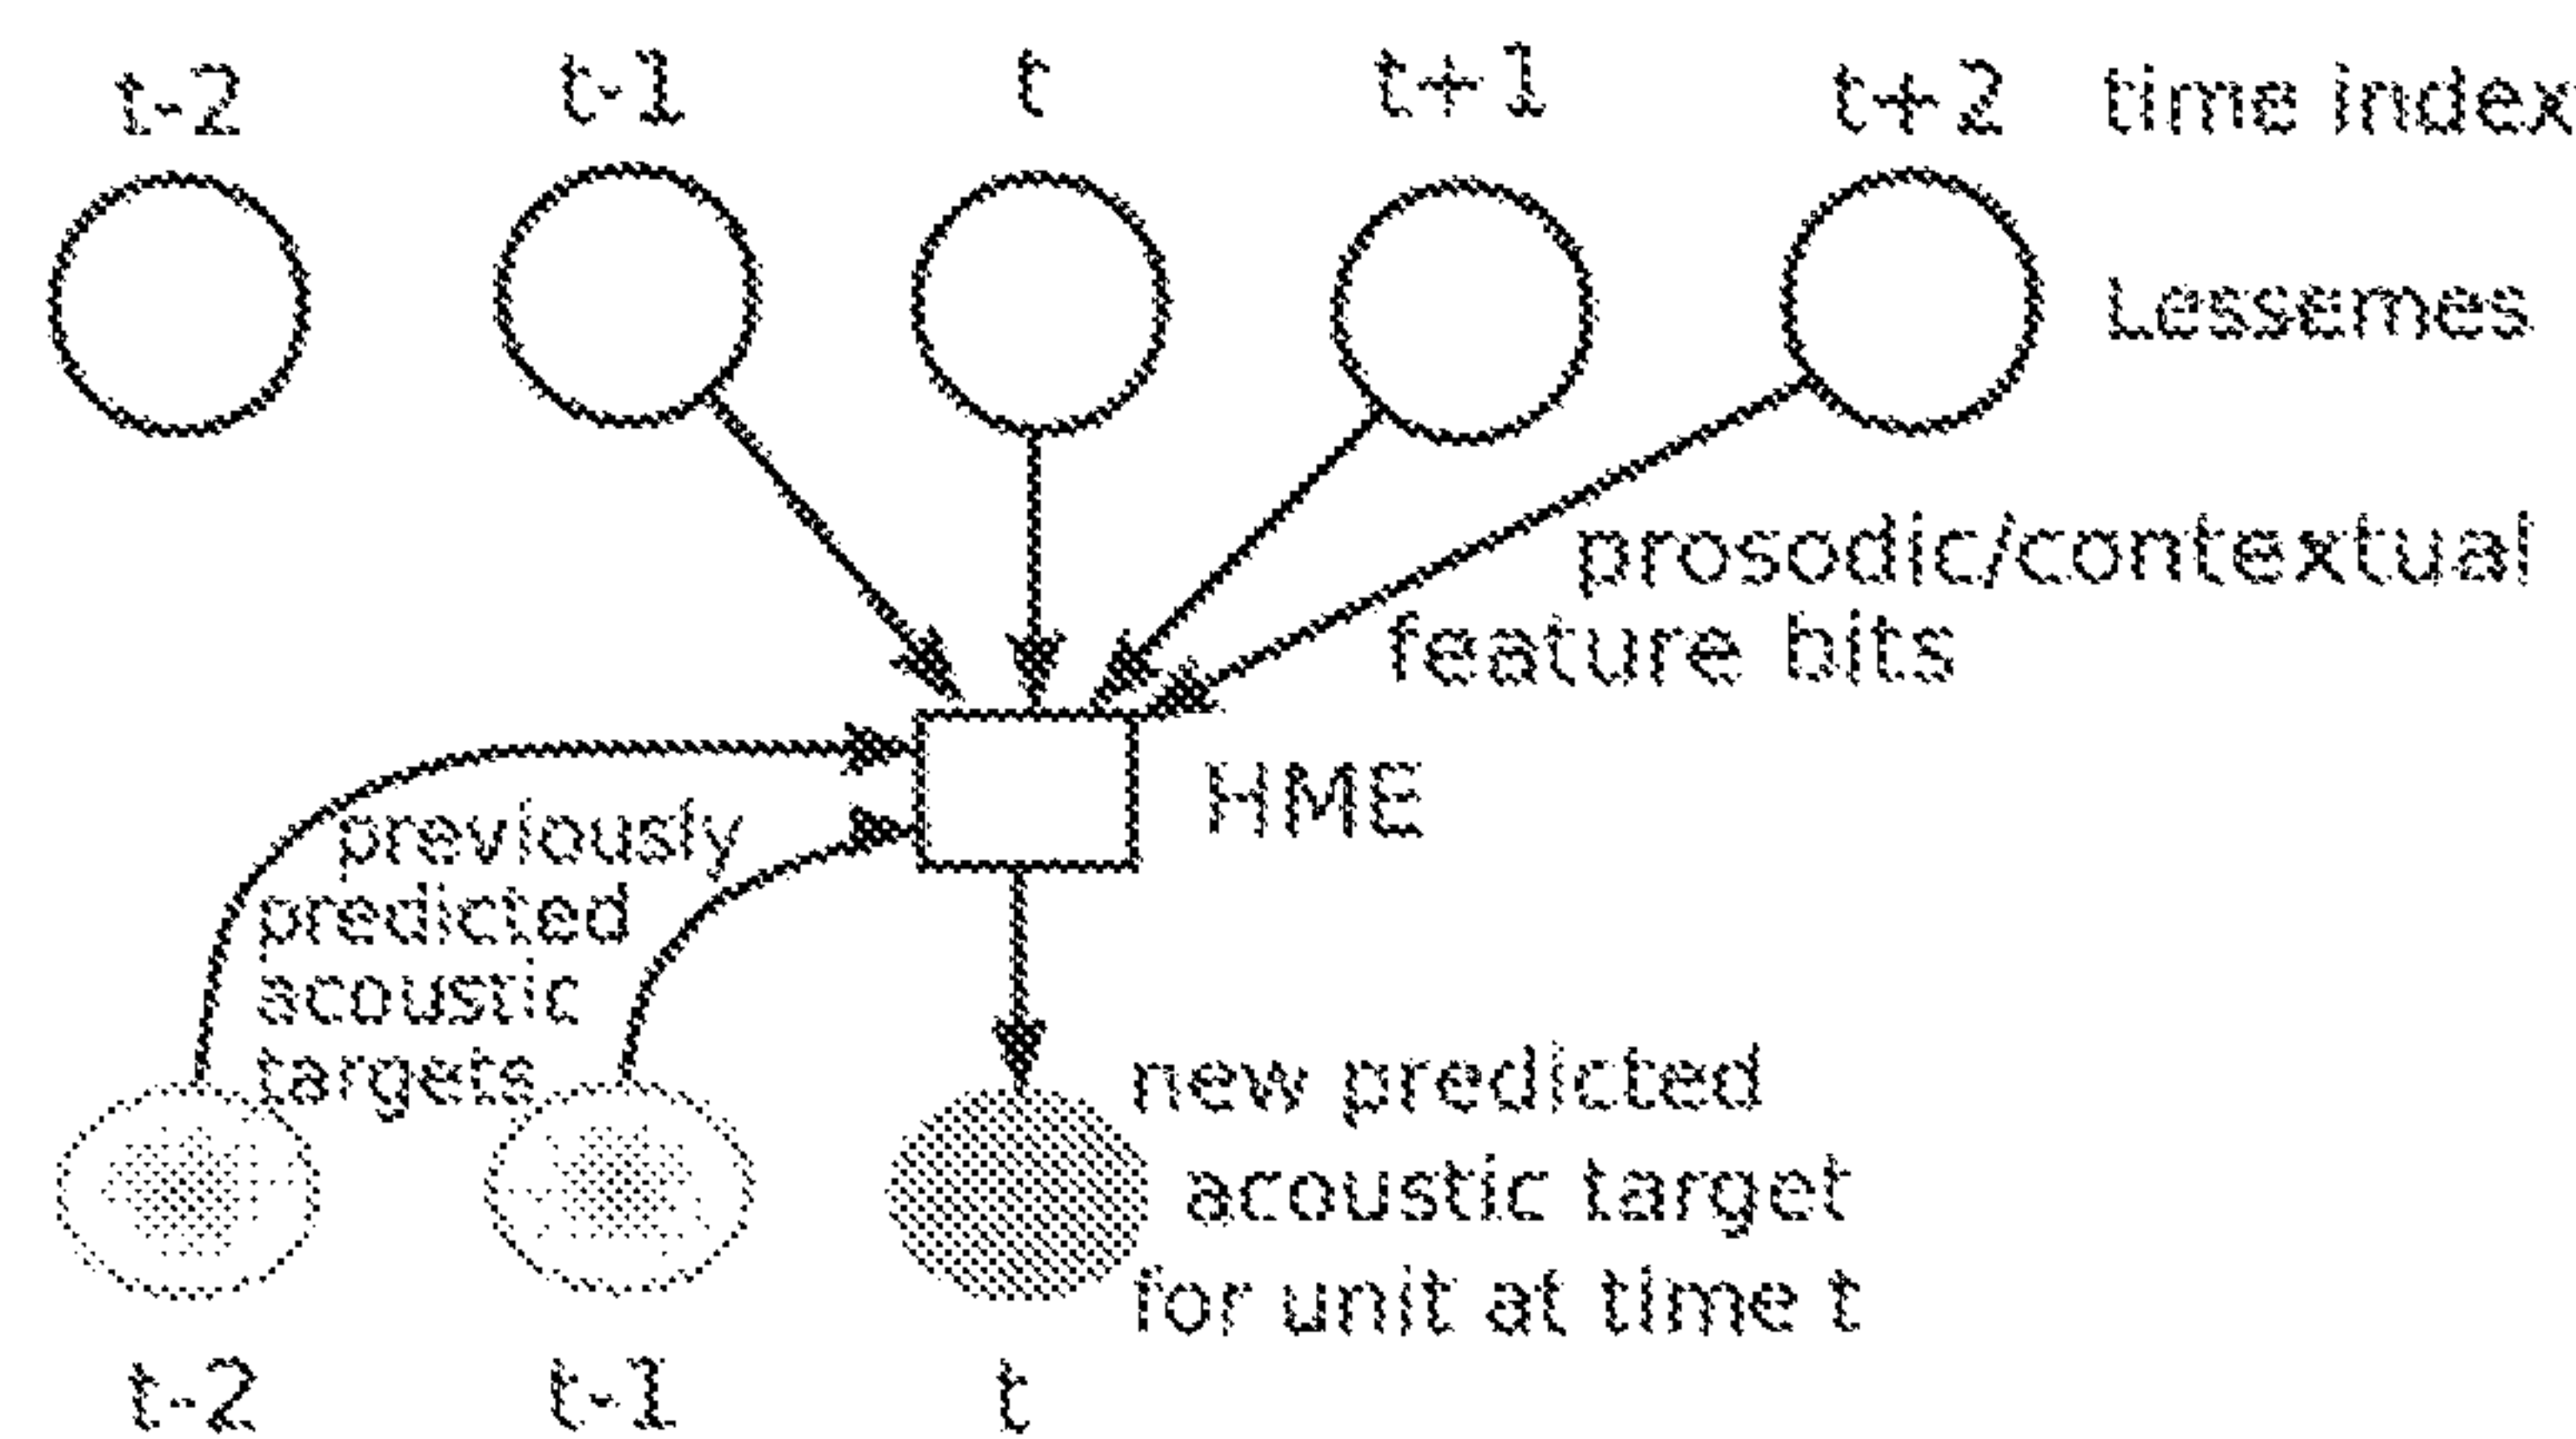 t-2 t-1 t t+1 t+2 time index
Lessemes
prosodic/contextual
feature bits
HME
previously
predicted
acoustic
targets
new predicted
acoustic target
for unit at time t
t-2 t-1 t